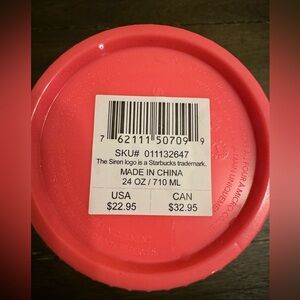 7 62111 50709 9
SKU# 011132647
The Siren logo is a Starbucks trademark.
MADE IN CHINA
24 OZ / 710 ML
USA CAN
$22.95 $32.95